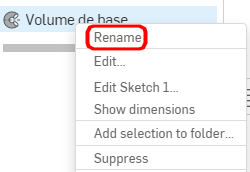 Volume de base
Rename
Edit...
Edit Sketch 1...
Show dimensions
Add selection to folder...
Suppress